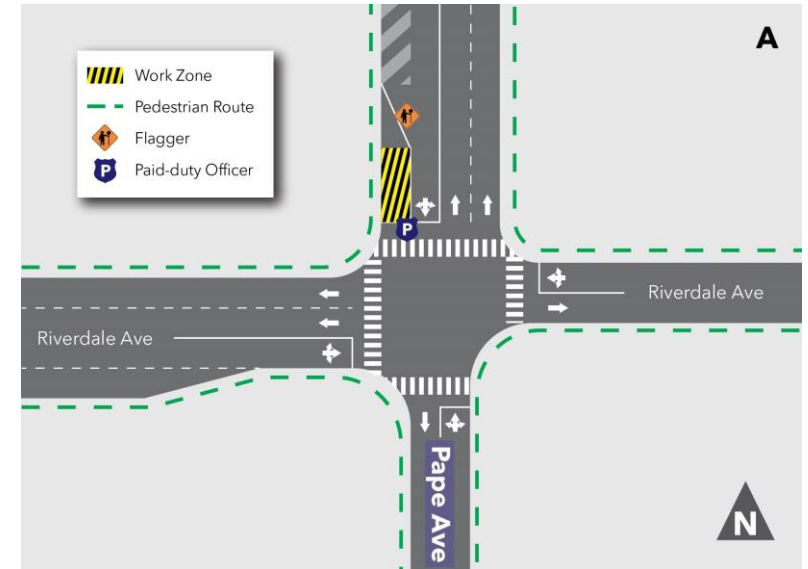 A
Work Zone
Pedestrian Route
Flagger
P Paid-duty Officer
P
Riverdale Ave
Riverdale Ave
Pape Ave
N